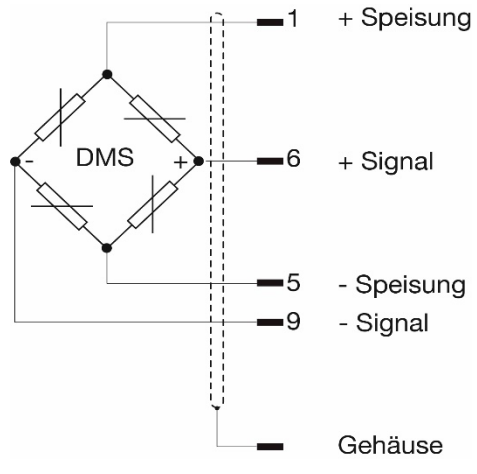 1 + Speisung
- DMS +
6 + Signal
5 - Speisung
9 - Signal
Gehäuse